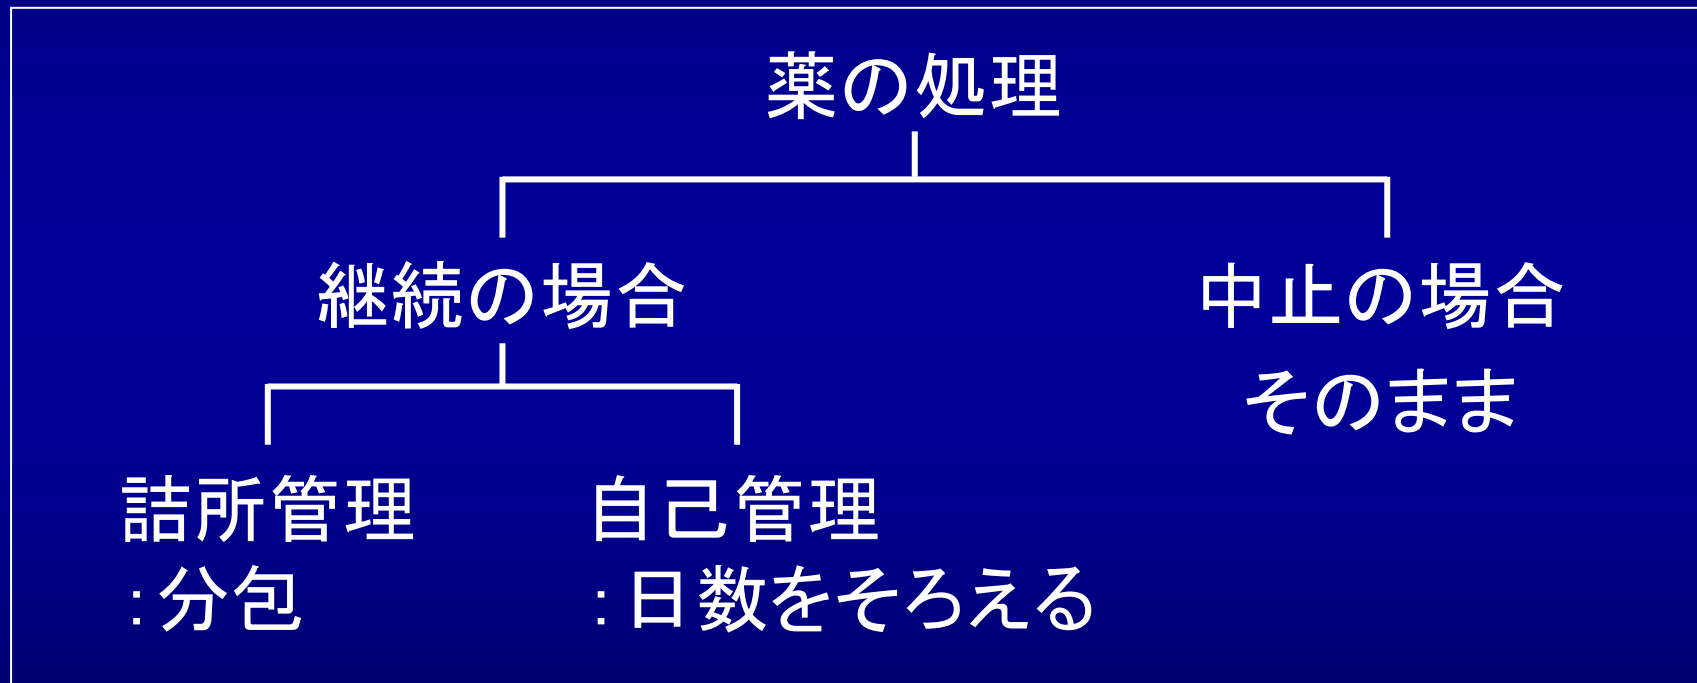 薬の処理
継続の場合
中止の場合
そのまま
詰所管理
:分包
自己管理
:日数をそろえる